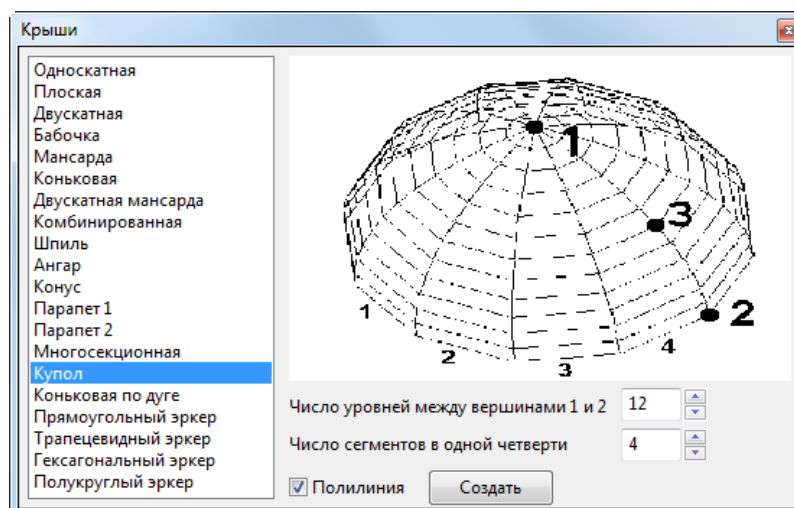 Крыши
Односкатная
Плоская
Двускатная
Бабочка
Мансарда
Коньковая
Двускатная мансарда
Комбинированная
Шпиль
Ангар
Конус
Парапет 1
Парапет 2
Многосекционная
Купол
Коньковая по дуге
Прямоугольный эркер
Трапецевидный эркер
Гексагональный эркер
Полукруглый эркер
1
3
2
1
2
3
4
Число уровней между вершинами 1 и 2 12
Число сегментов в одной четверти 4
Полилиния Создать